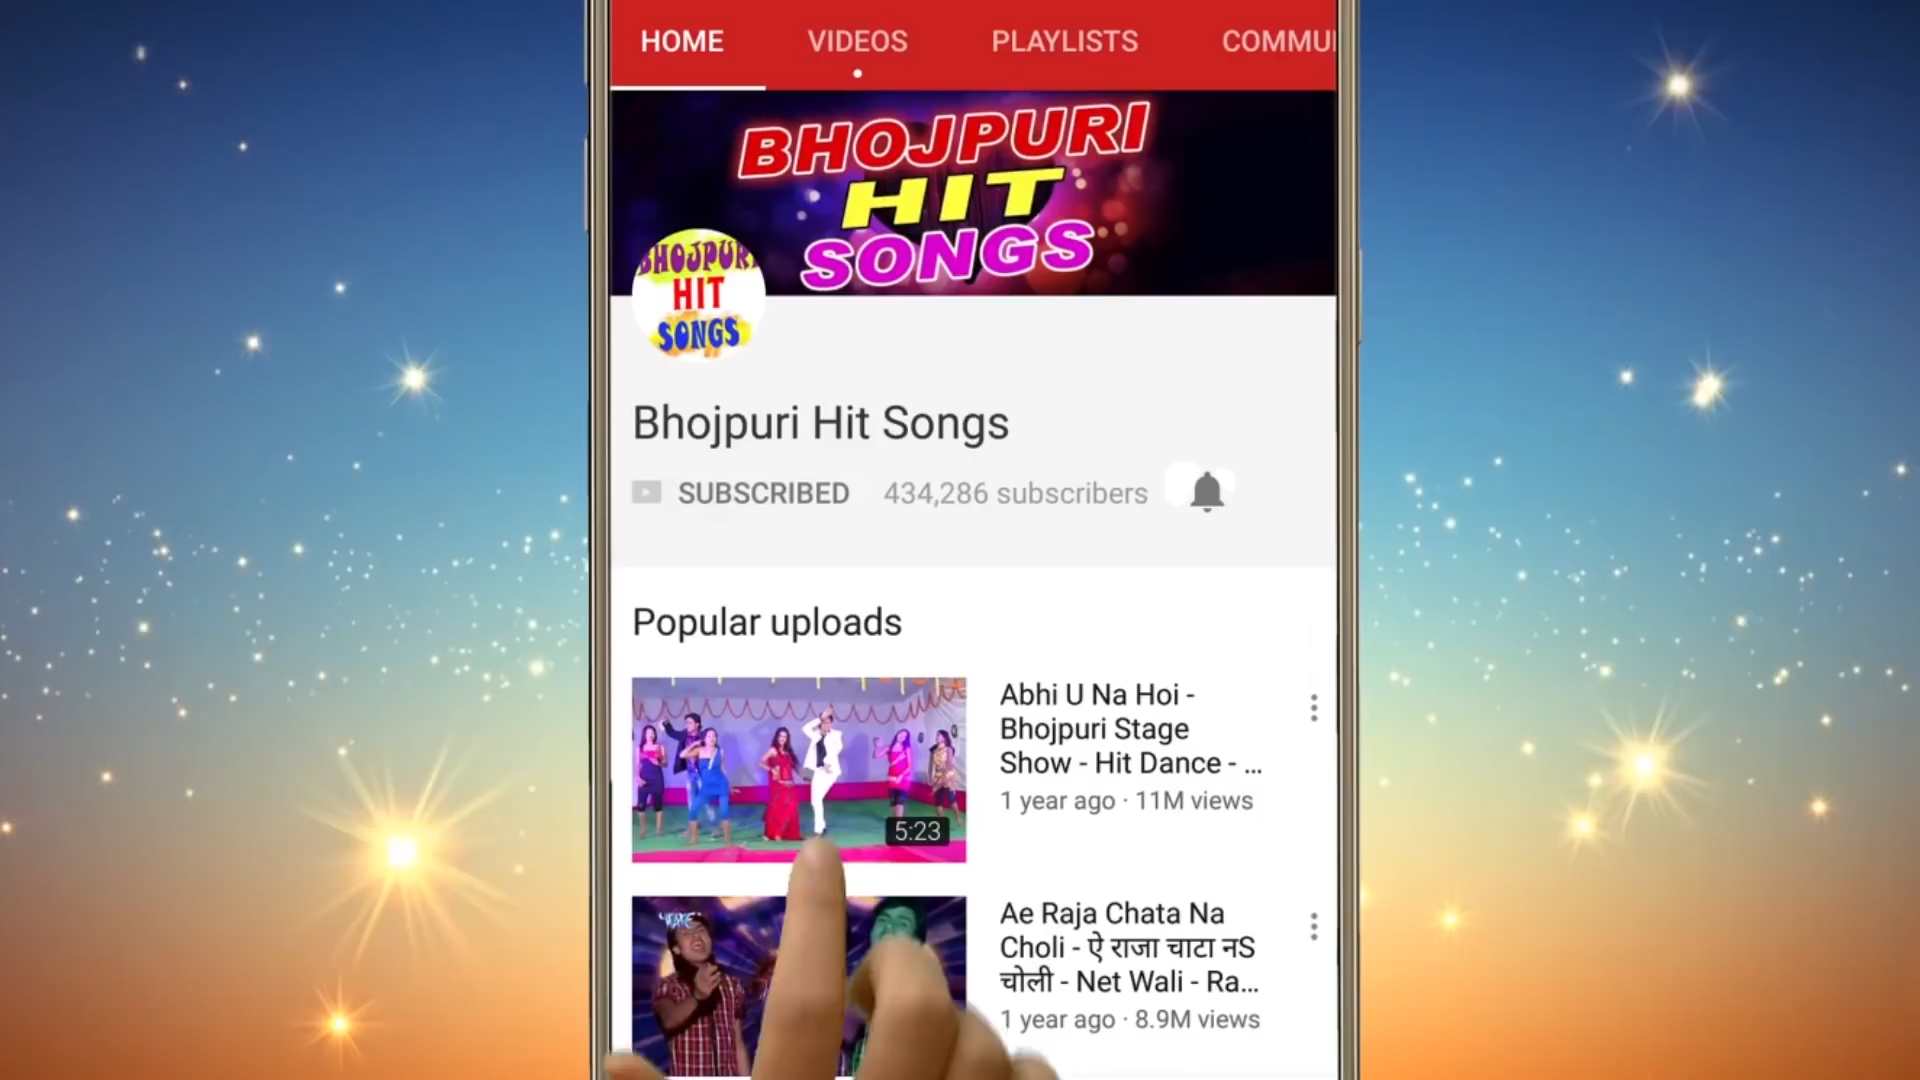 HOME VIDEOS PLAYLISTS COMMU
BHOJPURI
HIT
SONGS
BHOJPURI
HIT
SONGS
Bhojpuri Hit Songs
SUBSCRIBED 434,286 subscribers
Popular uploads
Abhi U Na Hoi -
Bhojpuri Stage
Show - Hit Dance - ...
1 year ago · 11M views
5:23
Ae Raja Chata Na
Choli - ऐ राजा चाटा नS
चोली - Net Wali - Ra...
1 year ago · 8.9M views